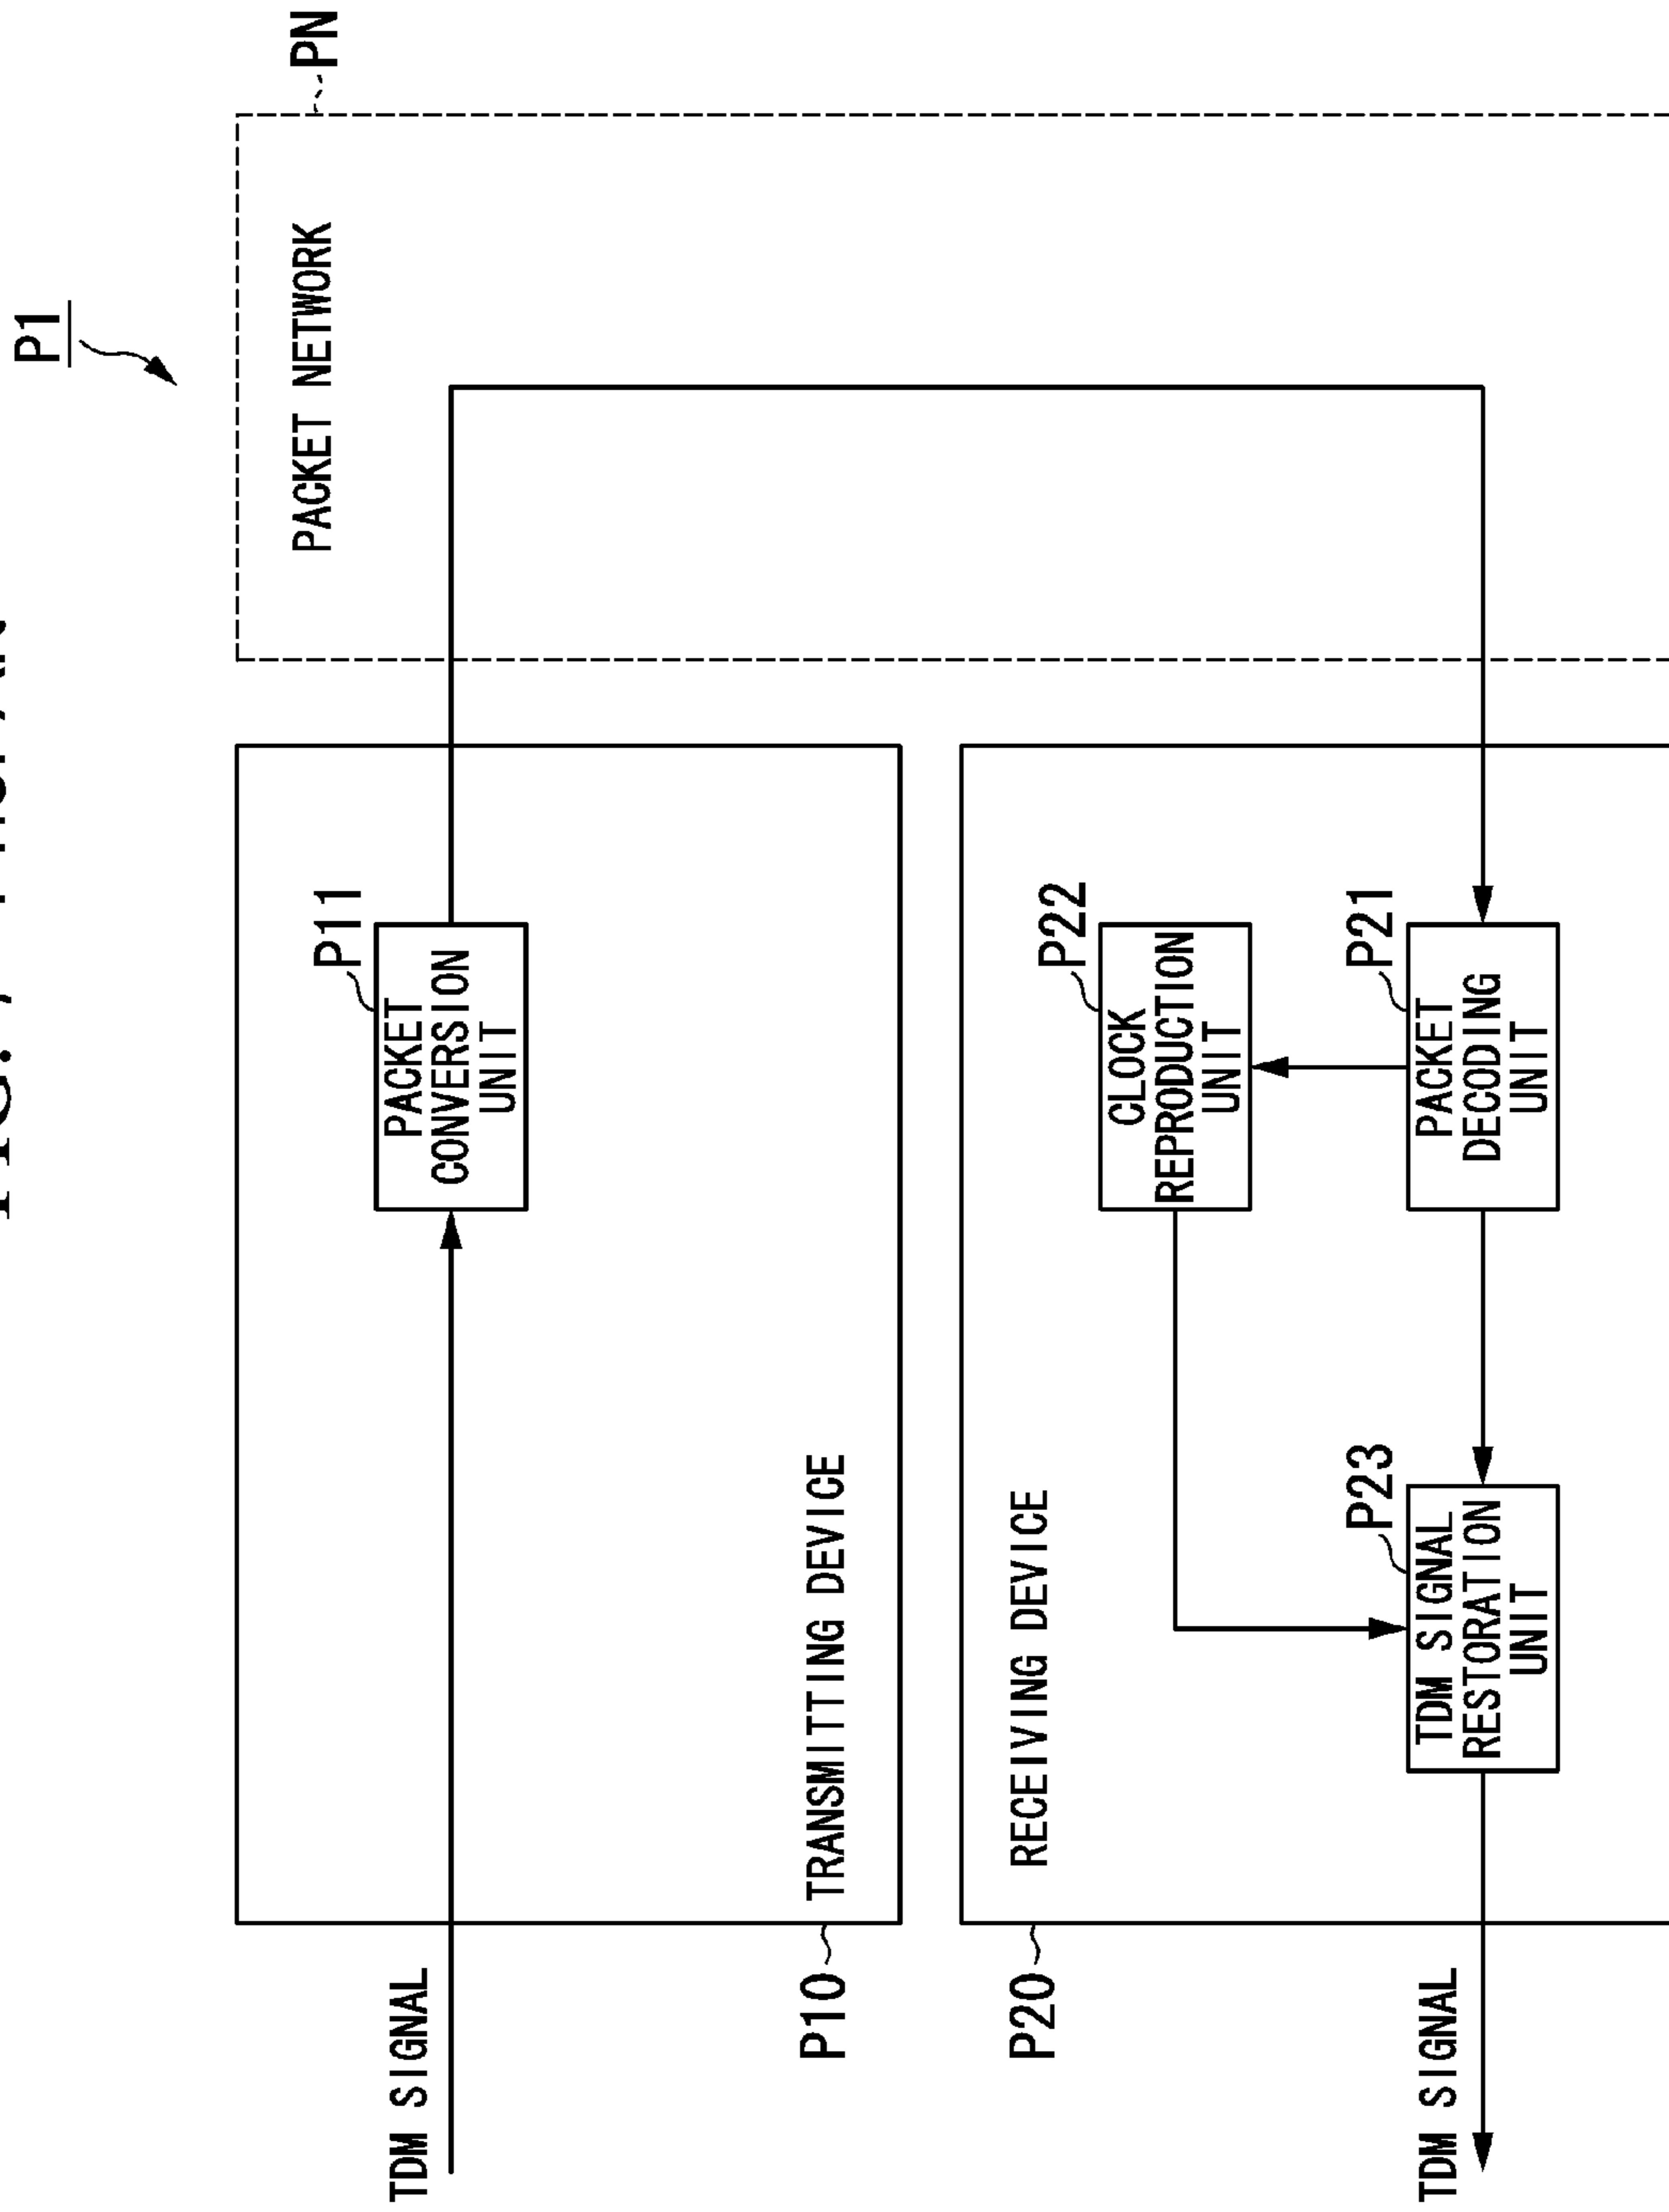 P1
PACKET NETWORK
PN
P11
TDM SIGNAL
PACKET
CONVERSION
UNIT
P10
TRANSMITTING DEVICE
P20
RECEIVING DEVICE
P22
CLOCK
REPRODUCTION
UNIT
P23
P21
TDM SIGNAL
TDM SIGNAL
RESTORATION
UNIT
PACKET
DECODING
UNIT